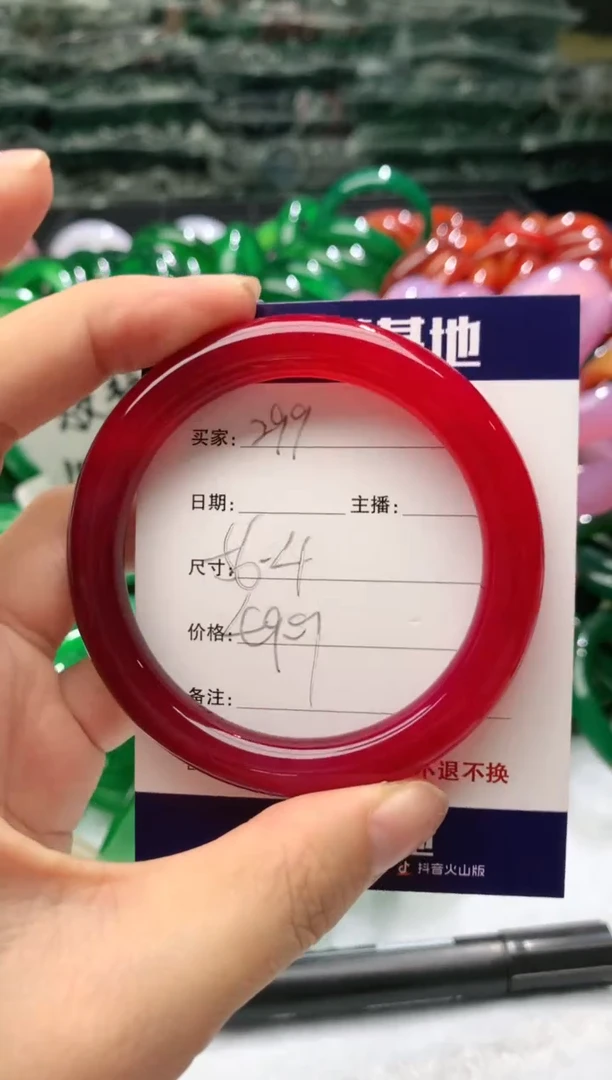 基地
买家: 299
日期: 主播:
尺寸: 56-4
价格: 699
备注:
不退不换
抖音火山版